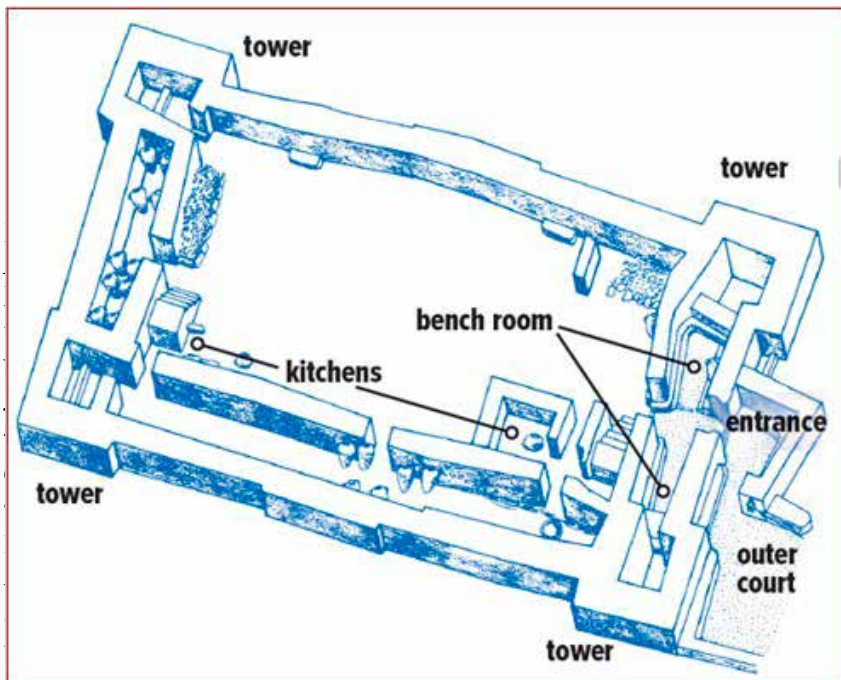 tower
tower
bench room
kitchens
entrance
tower
outer
court
tower